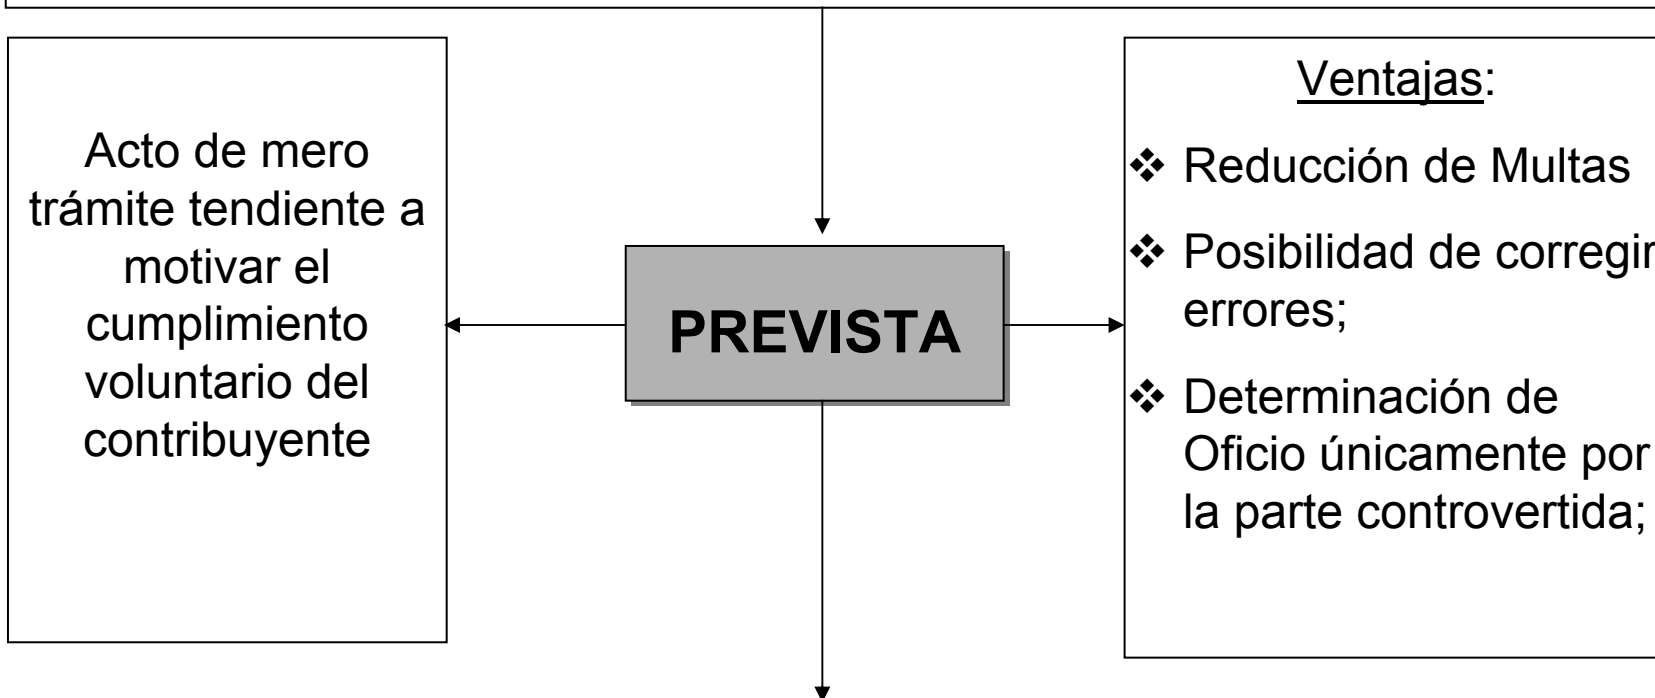 Acto de mero
trámite tendiente a
motivar el
cumplimiento
voluntario del
contribuyente
PREVISTA
Ventajas:
❖ Reducción de Multas
❖ Posibilidad de corregir
errores;
❖ Determinación de
Oficio únicamente por
la parte controvertida;